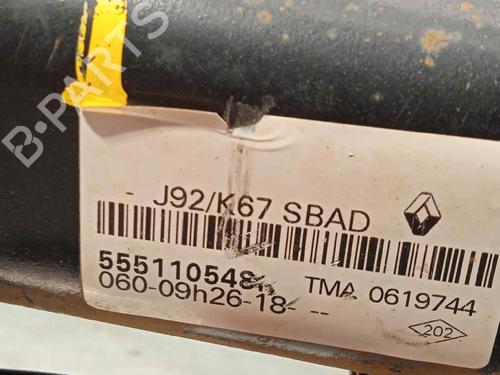 B-PARTS
- J92/K67 SBAD
555110548
TMA 0619744
060-09h26-18- --
202